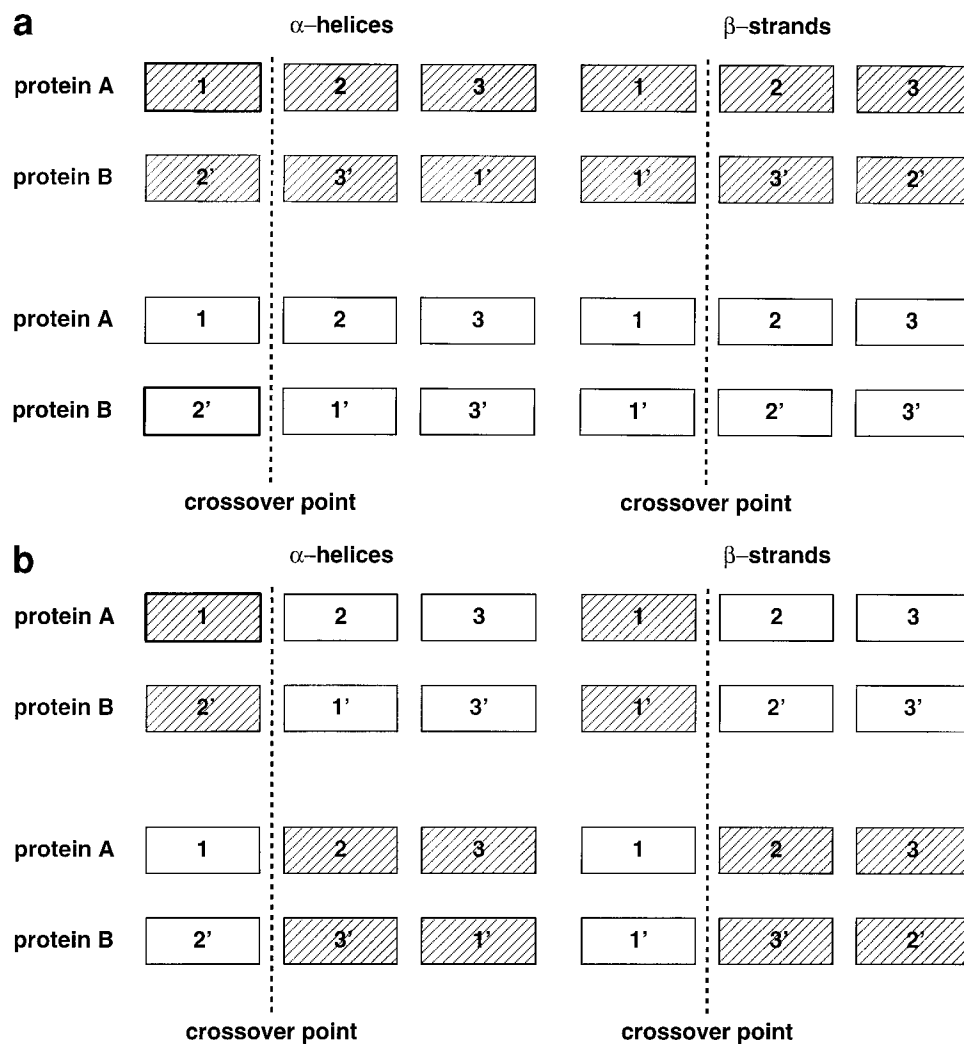 a
α–helices β–strands
protein A 1 2 3 1 2 3
protein B 2’ 3’ 1’ 1’ 3’ 2’
protein A 1 2 3 1 2 3
protein B 2’ 1’ 3’ 1’ 2’ 3’
crossover point crossover point
b
α–helices β–strands
protein A 1 2 3 1 2 3
protein B 2’ 1’ 3’ 1’ 2’ 3’
protein A 1 2 3 1 2 3
protein B 2’ 3’ 1’ 1’ 3’ 2’
crossover point crossover point